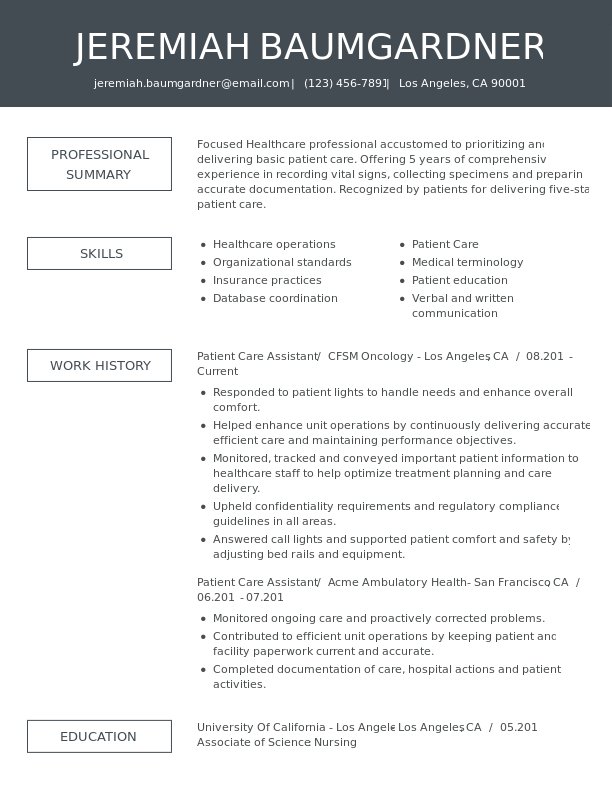 JEREMIAH BAUMGARDNER
jeremiah.baumgardner@email.com | (123) 456-7891 | Los Angeles, CA 90001
PROFESSIONAL
SUMMARY
Focused Healthcare professional accustomed to prioritizing and
delivering basic patient care. Offering 5 years of comprehensiv
experience in recording vital signs, collecting specimens and preparin
accurate documentation. Recognized by patients for delivering five-sta
patient care.
SKILLS
• Healthcare operations
• Organizational standards
• Insurance practices
• Database coordination
• Patient Care
• Medical terminology
• Patient education
• Verbal and written
communication
WORK HISTORY
Patient Care Assistant/ CFSM Oncology - Los Angeles, CA / 08.201 -
Current
• Responded to patient lights to handle needs and enhance overall
comfort.
• Helped enhance unit operations by continuously delivering accurate
efficient care and maintaining performance objectives.
• Monitored, tracked and conveyed important patient information to
healthcare staff to help optimize treatment planning and care
delivery.
• Upheld confidentiality requirements and regulatory compliance
guidelines in all areas.
• Answered call lights and supported patient comfort and safety by
adjusting bed rails and equipment.
Patient Care Assistant/ Acme Ambulatory Health- San Francisco, CA /
06.201 - 07.201
• Monitored ongoing care and proactively corrected problems.
• Contributed to efficient unit operations by keeping patient and
facility paperwork current and accurate.
• Completed documentation of care, hospital actions and patient
activities.
EDUCATION
University Of California - Los Angele Los Angeles, CA / 05.201
Associate of Science Nursing